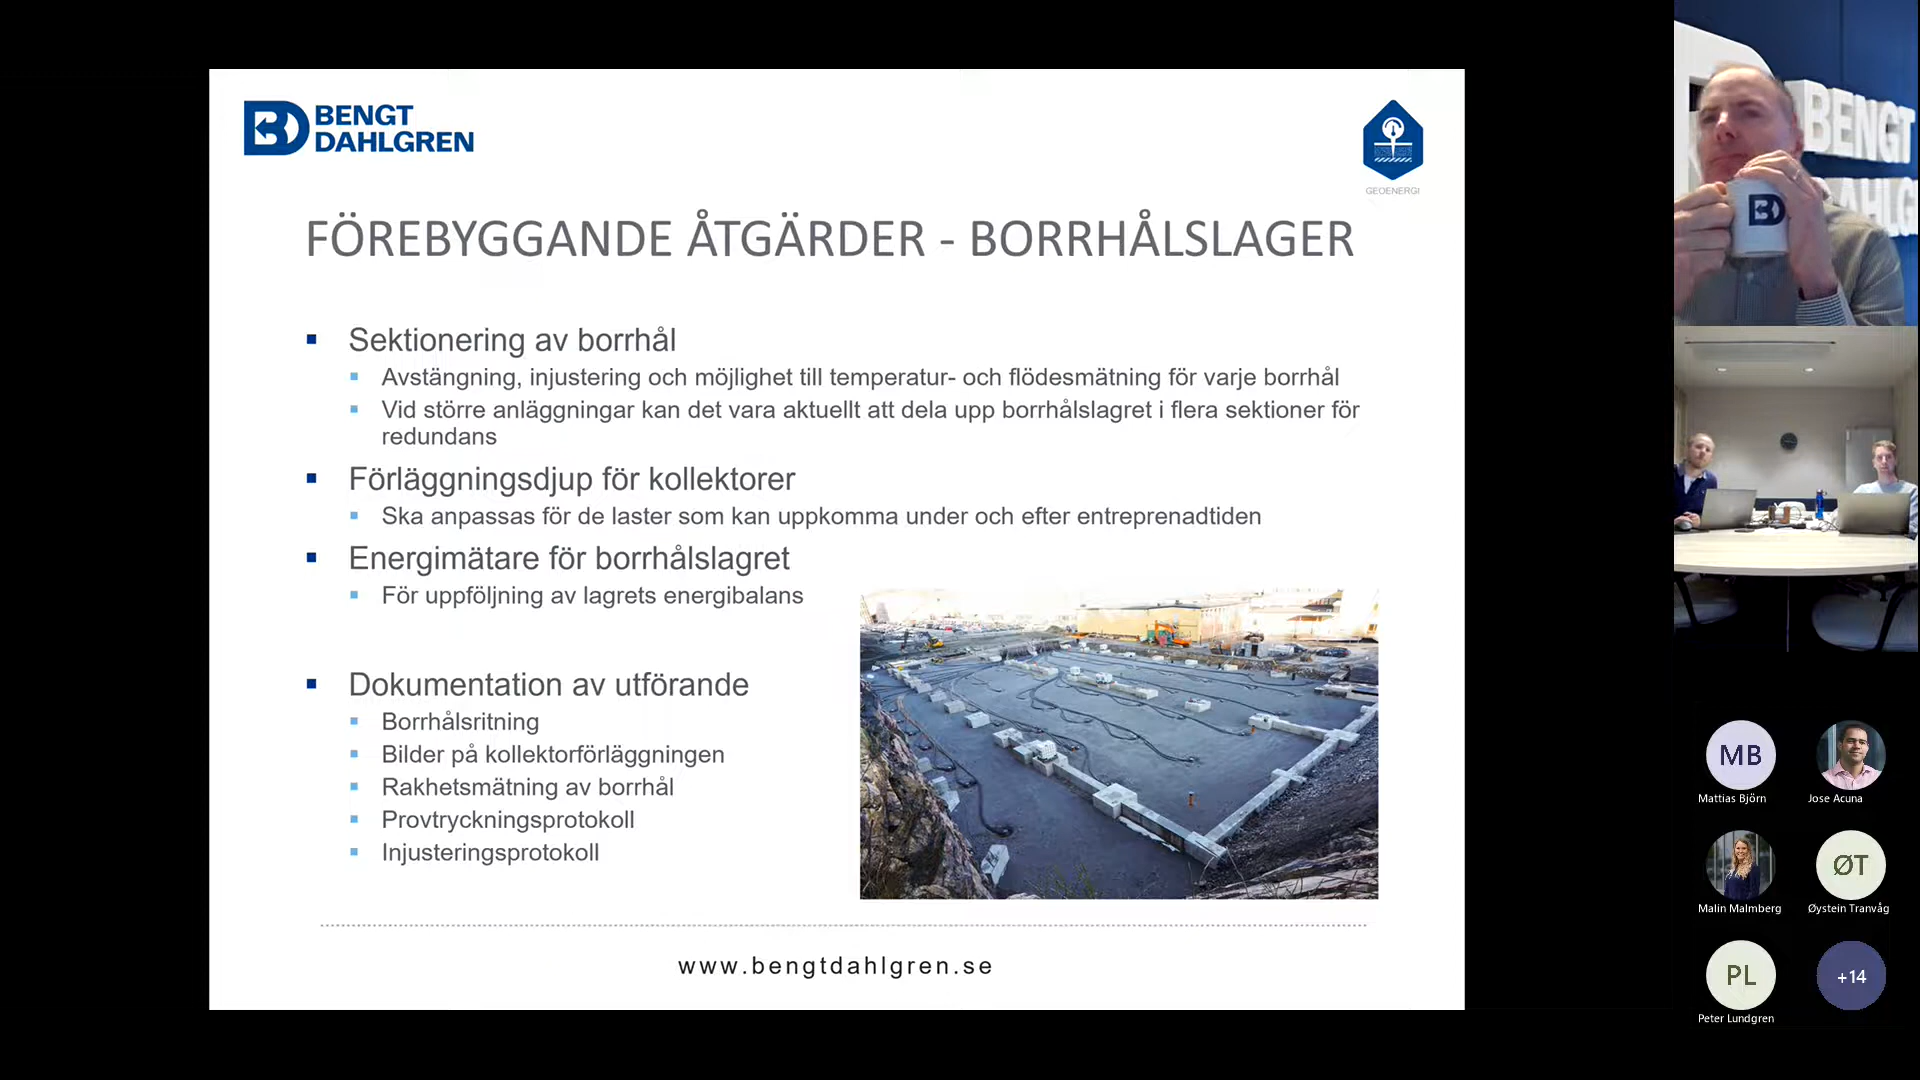 BENGT
DAHLGREN
GEOENERGI
FÖREBYGGANDE ÅTGÄRDER - BORRHÅLSLAGER
Sektionering av borrhål
Avstängning, injustering och möjlighet till temperatur- och flödesmätning för varje borrhål
Vid större anläggningar kan det vara aktuellt att dela upp borrhålslagret i flera sektioner för
redundans
Förläggningsdjup för kollektorer
Ska anpassas för de laster som kan uppkomma under och efter entreprenadtiden
Energimätare för borrhålslagret
För uppföljning av lagrets energibalans
Dokumentation av utförande
Borrhålsritning
Bilder på kollektorförläggningen
Rakhetsmätning av borrhål
Provtryckningsprotokoll
Injusteringsprotokoll
www.bengtdahlgren.se
BENGT
DAHLG
MB
Mattias Björn
Jose Acuna
Malin Malmberg
ØT
Øystein Tranvåg
PL
Peter Lundgren
+14